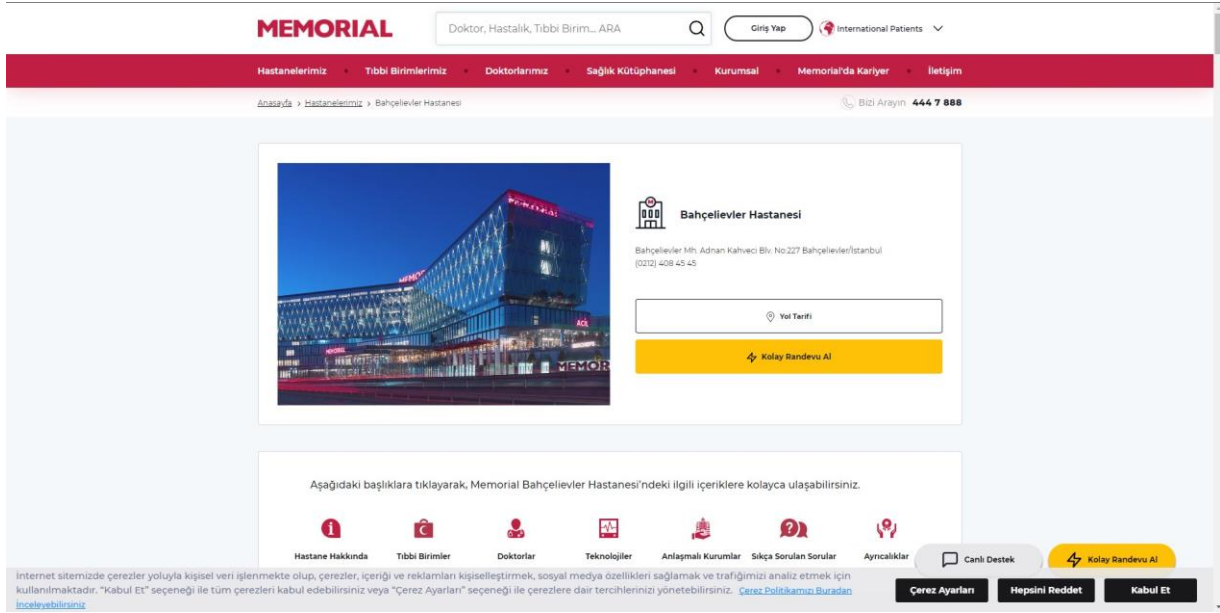 MEMORIAL
Doktor, Hastalık, Tıbbi Birim... ARA
Giriş Yap
International Patients
Hastanelerimiz
Tıbbi Birimlerimiz
Doktorlarımız
Sağlık Kütüphanesi
Kurumsal
Memorial'da Kariyer
İletişim
Anasayfa > Hastanelerimiz > Bahçelievler Hastanesi
Bizi Arayın 444 7 888
MEMORIAL
MEMORIAL
ACİL
MEMOR
Bahçelievler Hastanesi
Bahçelievler Mh. Adnan Kahveci Blv. No:227 Bahçelievler/İstanbul
(0212) 408 45 45
Yol Tarifi
Kolay Randevu Al
Aşağıdaki başlıklara tıklayarak, Memorial Bahçelievler Hastanesi'ndeki ilgili içeriklere kolayca ulaşabilirsiniz.
Hastane Hakkında
Tıbbi Birimler
Doktorlar
Teknolojiler
Anlaşmalı Kurumlar
Sıkça Sorulan Sorular
Ayrıcalıklar
Canlı Destek
Kolay Randevu Al
İnternet sitemizde çerezler yoluyla kişisel veri işlenmekte olup, çerezler, içeriği ve reklamları kişiselleştirmek, sosyal medya özellikleri sağlamak ve trafiğimizi analiz etmek için
kullanılmaktadır. "Kabul Et" seçeneği ile tüm çerezleri kabul edebilirsiniz veya "Çerez Ayarları" seçeneği ile çerezlere dair tercihlerinizi yönetebilirsiniz. Çerez Politikamızı Buradan
İnceleyebilirsiniz
Çerez Ayarları
Hepsini Reddet
Kabul Et